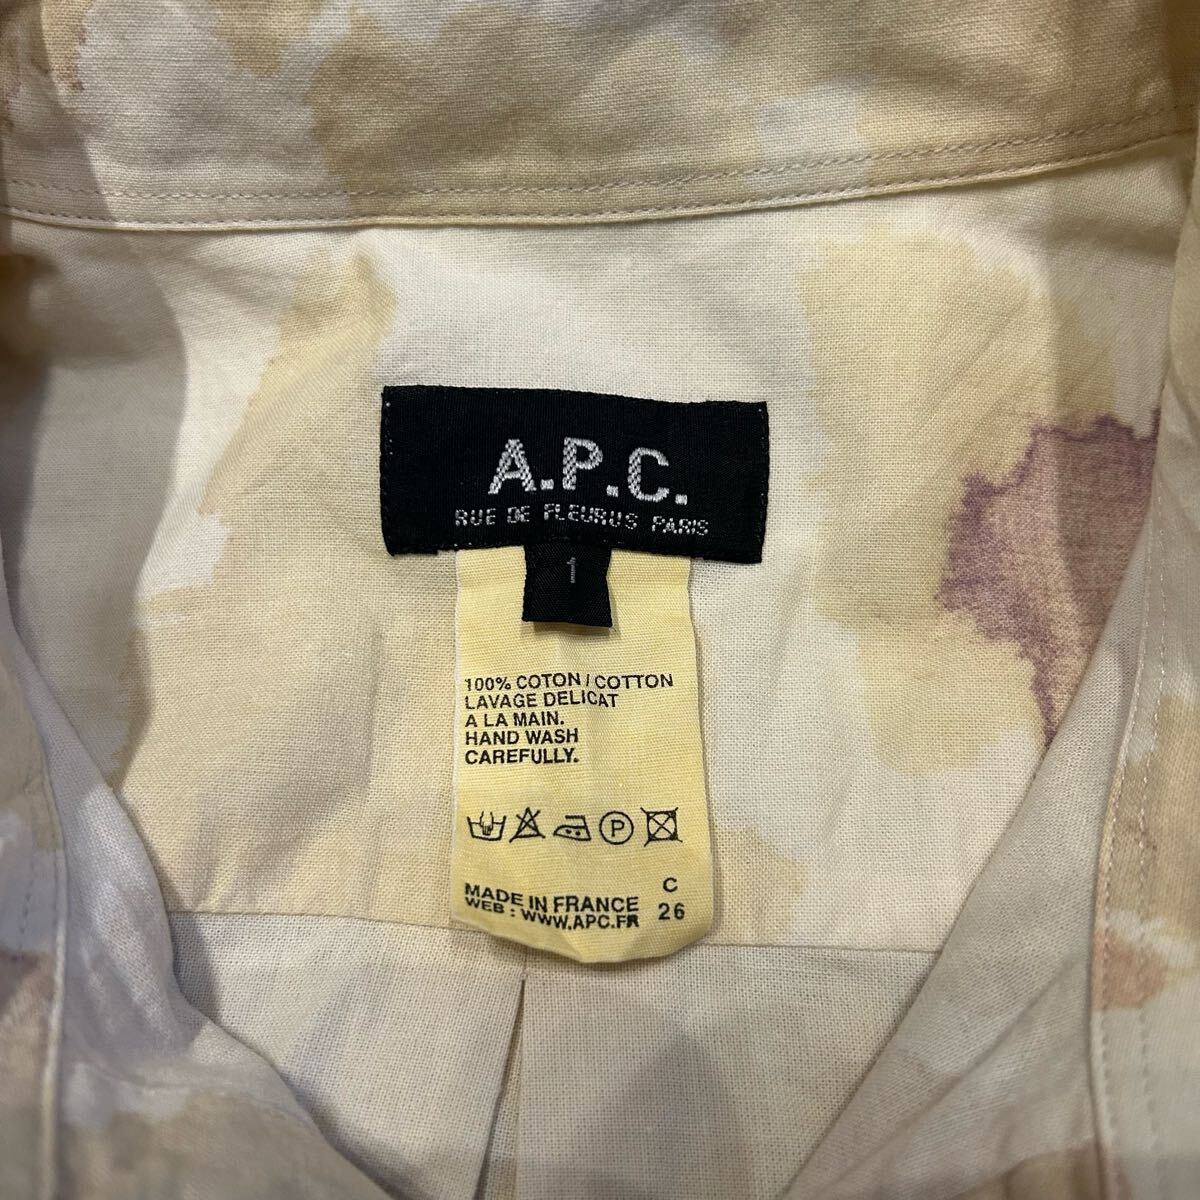 A.P.C.
RUE DE FLEURUS PARIS
1
100% COTON / COTTON
LAVAGE DELICAT
A LA MAIN.
HAND WASH
CAREFULLY.
P
MADE IN FRANCE
WEB : WWW.APC.FR
C
26